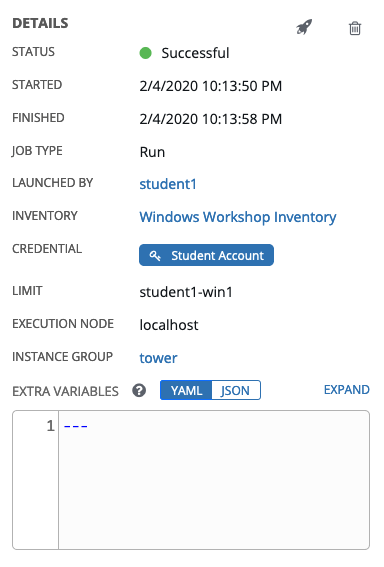 DETAILS
STATUS Successful
STARTED 2/4/2020 10:13:50 PM
FINISHED 2/4/2020 10:13:58 PM
JOB TYPE Run
LAUNCHED BY student1
INVENTORY Windows Workshop Inventory
CREDENTIAL Student Account
LIMIT student1-win1
EXECUTION NODE localhost
INSTANCE GROUP tower
EXTRA VARIABLES ? YAML JSON EXPAND
1 ---